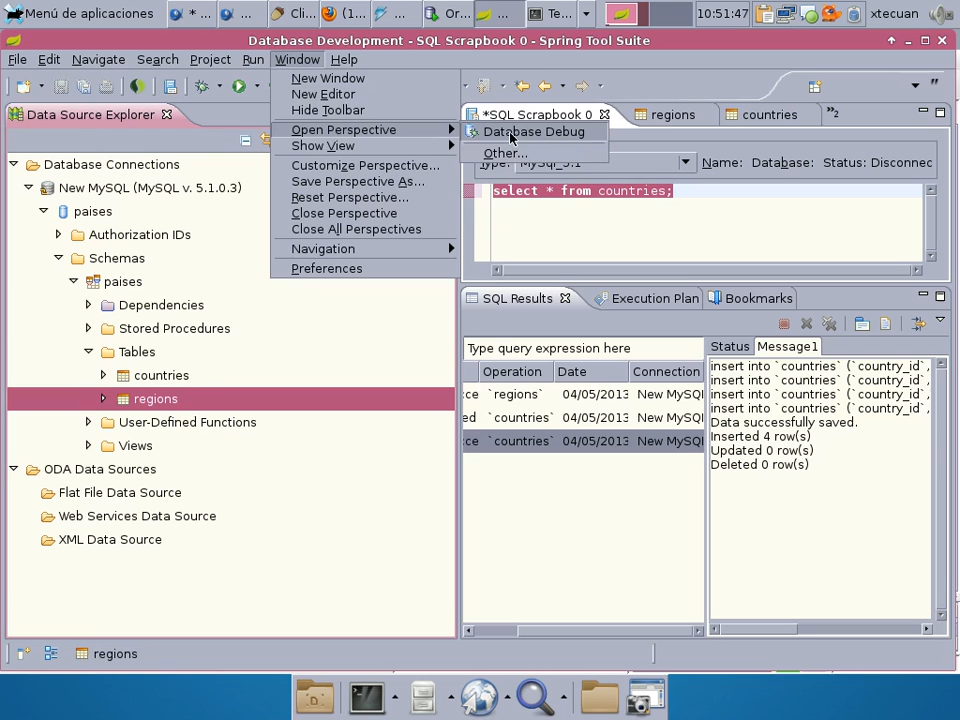 Menú de aplicaciones
* ...
...
Cli...
(1...
...
Or...
...
Te...
10:51:47
xtecuan
Database Development - SQL Scrapbook 0 - Spring Tool Suite
File Edit Navigate Search Project Run Window Help
New Window
New Editor
Hide Toolbar
Open Perspective
Show View
Customize Perspective...
Save Perspective As...
Reset Perspective...
Close Perspective
Close All Perspectives
Navigation
Preferences
Database Debug
Other...
Data Source Explorer
Database Connections
New MySQL (MySQL v. 5.1.0.3)
paises
Authorization IDs
Schemas
paises
Dependencies
Stored Procedures
Tables
countries
regions
User-Defined Functions
Views
ODA Data Sources
Flat File Data Source
Web Services Data Source
XML Data Source
*SQL Scrapbook 0
regions
countries
»2
Type: MySql_5.1 Name: Database: Status: Disconnec
select * from countries;
SQL Results
Execution Plan
Bookmarks
Type query expression here
Operation Date Connection
ce `regions` 04/05/2013 New MySQL
ed `countries` 04/05/2013 New MySQL
ce `countries` 04/05/2013 New MySQL
Status Message1
insert into `countries` (`country_id`,
insert into `countries` (`country_id`,
insert into `countries` (`country_id`,
insert into `countries` (`country_id`,
Data successfully saved.
Inserted 4 row(s)
Updated 0 row(s)
Deleted 0 row(s)
regions